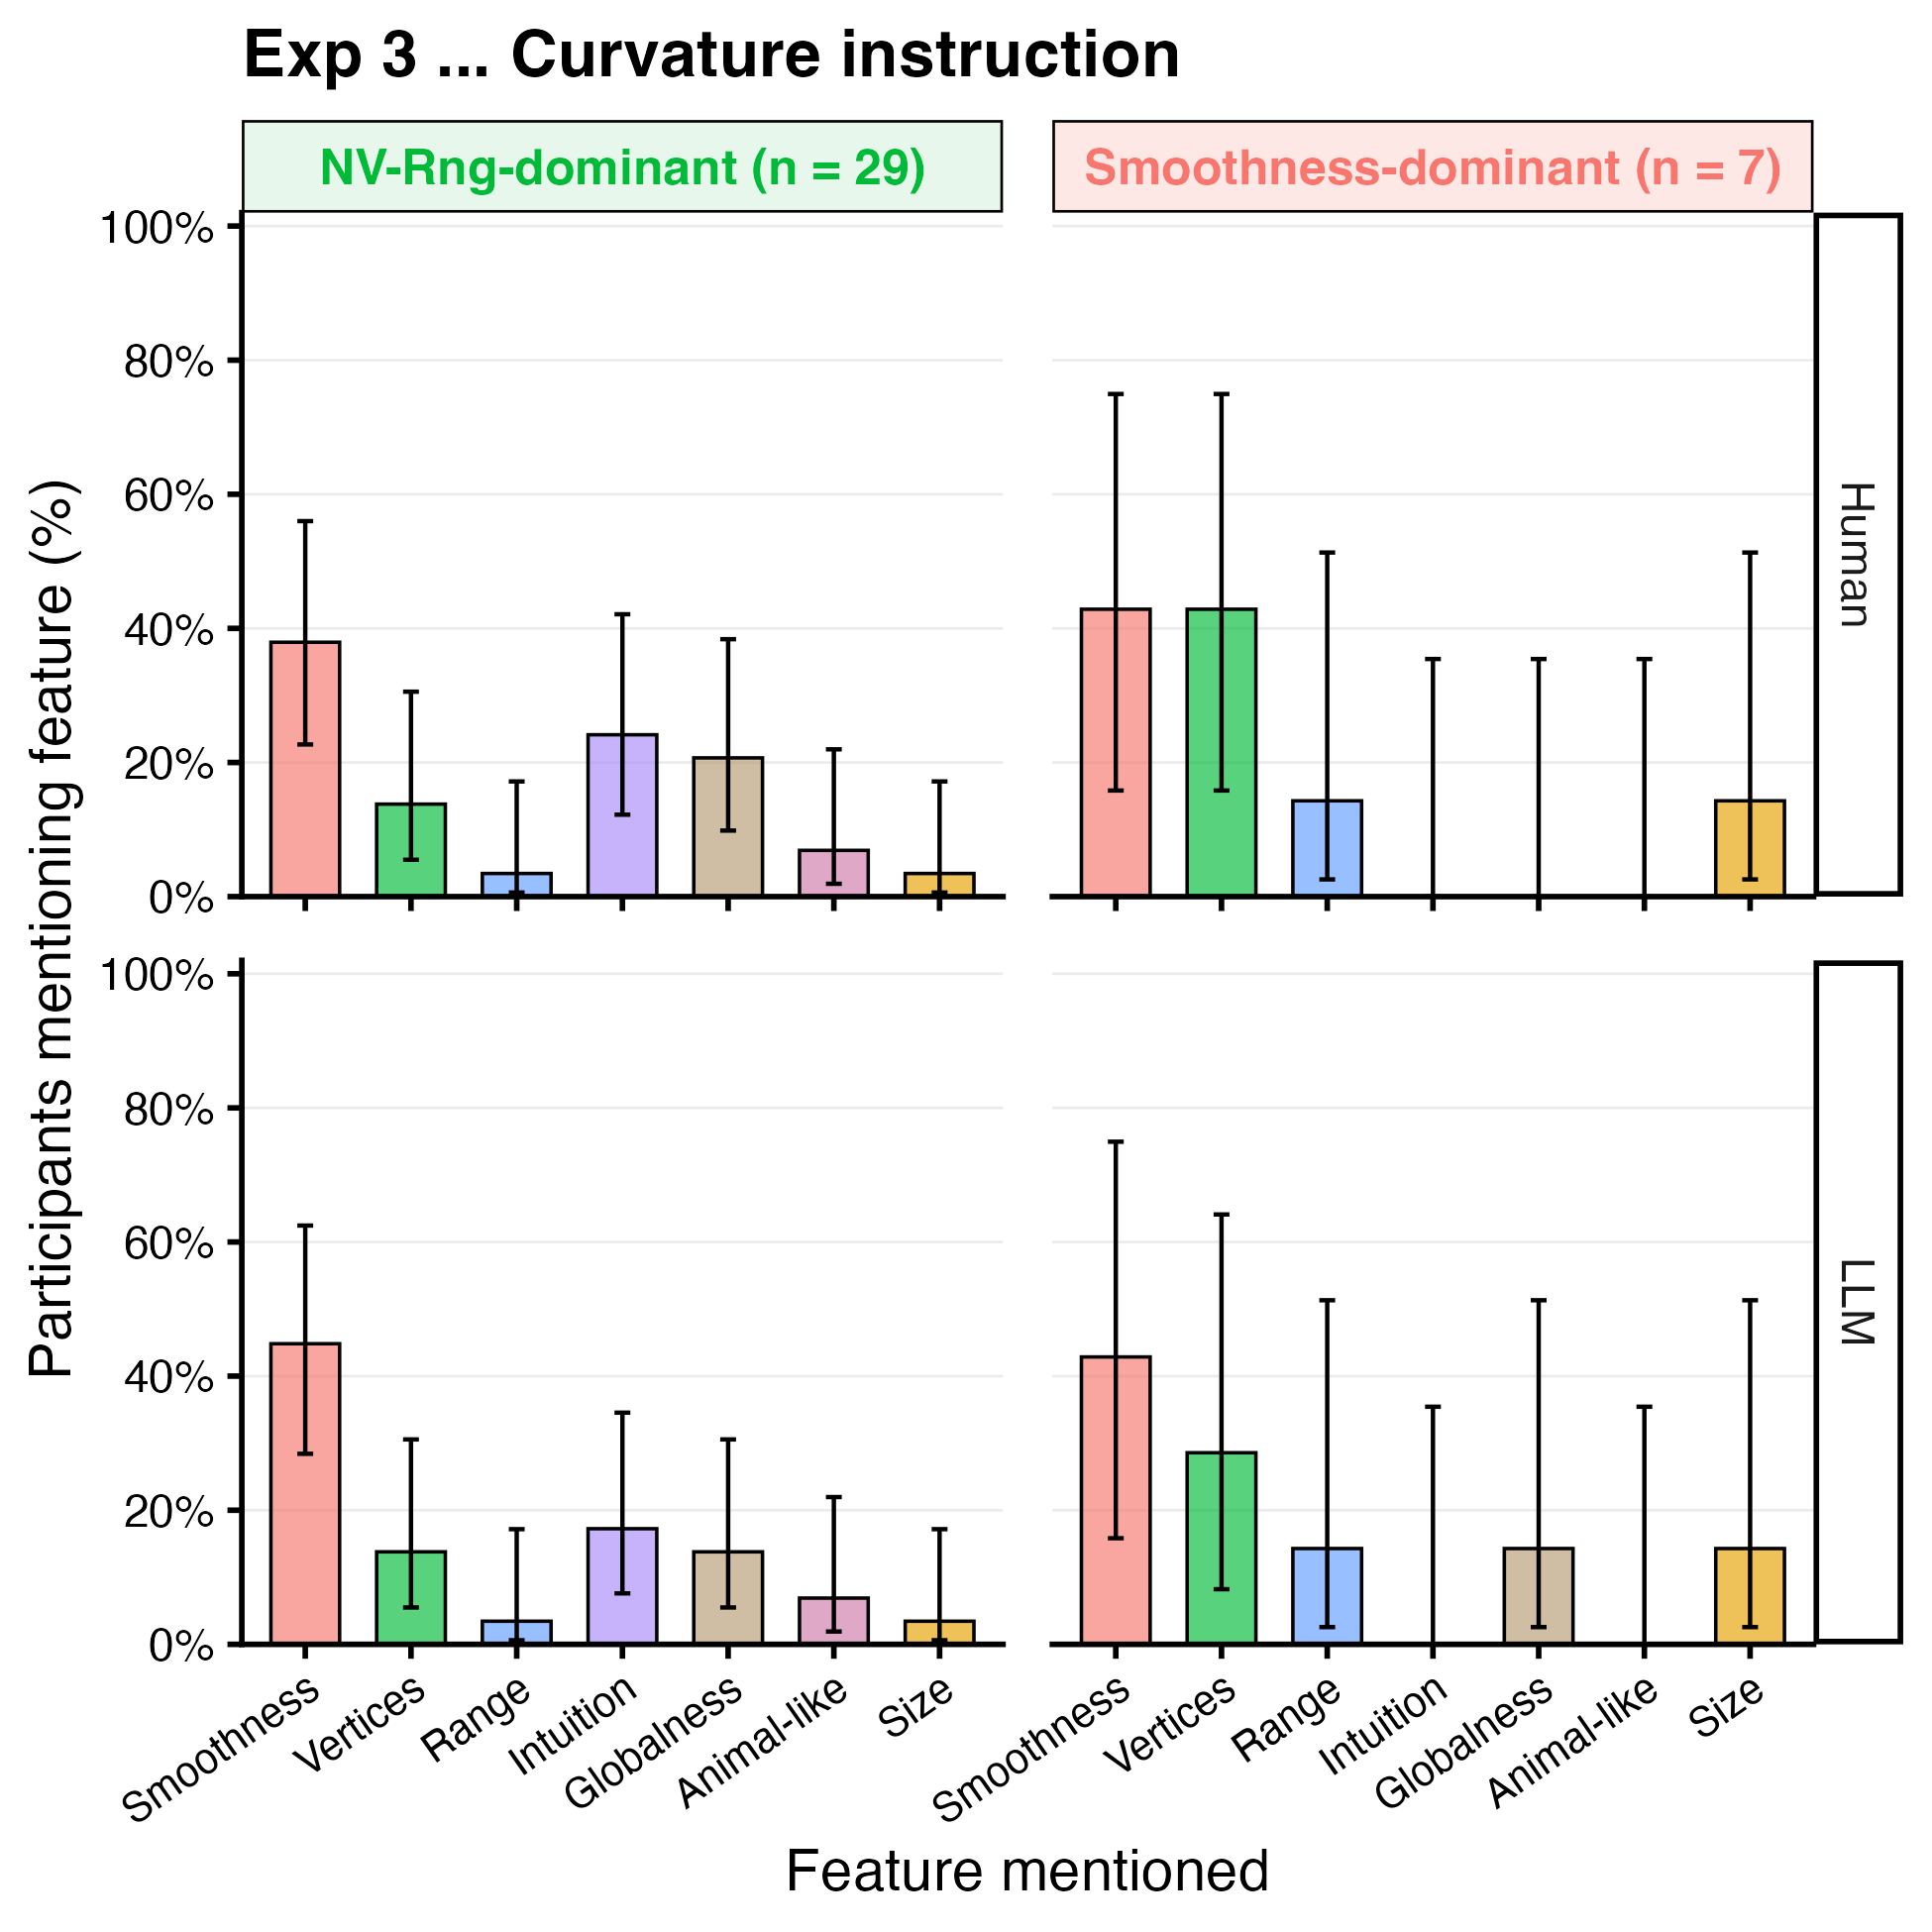 Exp 3 ... Curvature instruction
NV-Rng-dominant (n = 29)
Smoothness-dominant (n = 7)
Participants mentioning feature (%)
100%
80%
60%
40%
20%
0%
Human
100%
80%
60%
40%
20%
0%
LLM
Smoothness
Vertices
Range
Intuition
Globalness
Animal-like
Size
Smoothness
Vertices
Range
Intuition
Globalness
Animal-like
Size
Feature mentioned